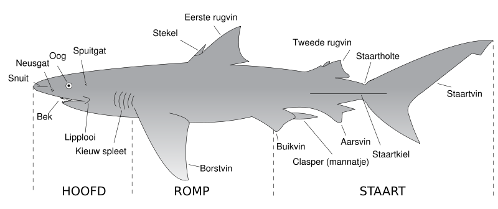 Eerste rugvin
Stekel
Tweede rugvin
Oog
Spuitgat
Staartholte
Neusgat
Snuit
Staartvin
Bek
Lipplooi
Kieuw spleet
Buikvin
Aarsvin
Clasper (mannatje)
Staartkiel
Borstvin
HOOFD
ROMP
STAART